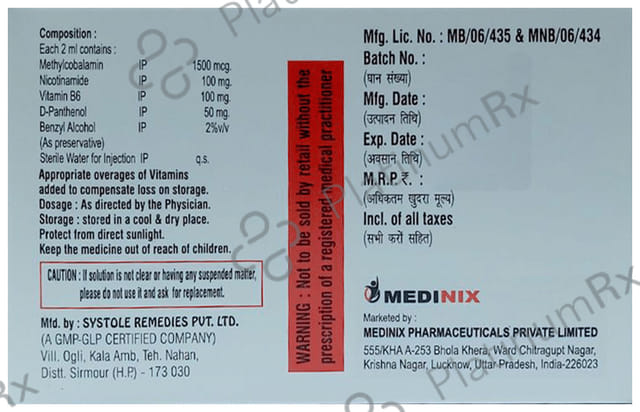 Composition :
Each 2 ml contains :
Methylcobalamin IP 1500 mcg.
Nicotinamide IP 100 mg.
Vitamin B6 IP 100 mg.
D-Panthenol IP 50 mg.
Benzyl Alcohol IP 2%v/v
(As preservative)
Sterile Water for Injection IP q.s.
Appropriate overages of Vitamins
added to compensate loss on storage.
Dosage : As directed by the Physician.
Storage : stored in a cool & dry place.
Protect from direct sunlight.
Keep the medicine out of reach of children.
CAUTION : If solution is not clear or having any suspended matter,
please do not use it and ask for replacement.
Mfd. by : SYSTOLE REMEDIES PVT. LTD.
(A GMP-GLP CERTIFIED COMPANY)
Vill. Ogli, Kala Amb, Teh. Nahan,
Distt. Sirmour (H.P.) - 173 030
WARNING : Not to be sold by retail without the
prescription of a registered medical practitioner
Mfg. Lic. No. : MB/06/435 & MNB/06/434
Batch No. :
(घान संख्या)
Mfg. Date :
(उत्पादन तिथि)
Exp. Date :
(अवसान तिथि)
M.R.P ₹. :
(अधिकतम खुदरा मूल्य)
Incl. of all taxes
(सभी करों सहित)
MEDINIX
Marketed by :
MEDINIX PHARMACEUTICALS PRIVATE LIMITED
555/KHA A-253 Bhola Khera, Ward Chitragupt Nagar,
Krishna Nagar, Lucknow, Uttar Pradesh, India-226023
PlatinumRx
PlatinumRx
PlatinumRx
Rx